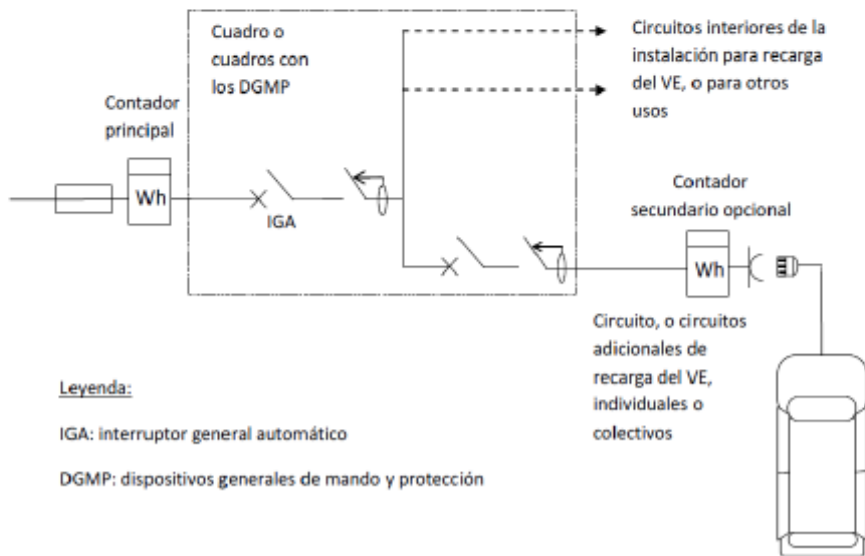 Cuadro o
cuadros con
los DGMP
Circuitos interiores de la
instalación para recarga
del VE, o para otros
usos
Contador
principal
Wh
IGA
Contador
secundario opcional
Wh
Circuito, o circuitos
adicionales de
recarga del VE,
individuales o
colectivos
Leyenda:
IGA: interruptor general automático
DGMP: dispositivos generales de mando y protección